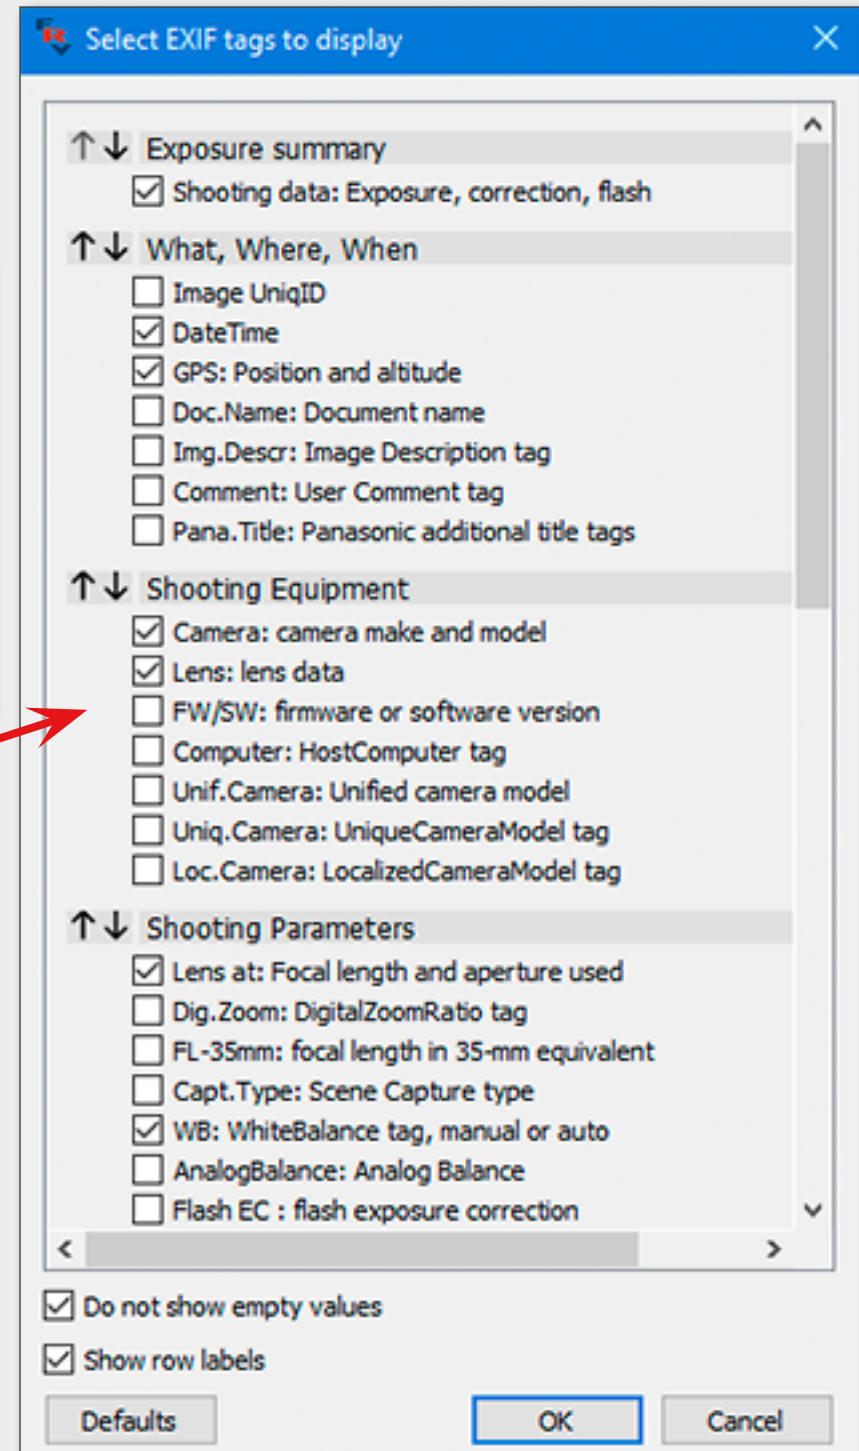 Select EXIF tags to display
Exposure summary
Shooting data: Exposure, correction, flash
What, Where, When
Image UniqID
DateTime
GPS: Position and altitude
Doc.Name: Document name
Img.Descr: Image Description tag
Comment: User Comment tag
Pana.Title: Panasonic additional title tags
Shooting Equipment
Camera: camera make and model
Lens: lens data
FW/SW: firmware or software version
Computer: HostComputer tag
Unif.Camera: Unified camera model
Uniq.Camera: UniqueCameraModel tag
Loc.Camera: LocalizedCameraModel tag
Shooting Parameters
Lens at: Focal length and aperture used
Dig.Zoom: DigitalZoomRatio tag
FL-35mm: focal length in 35-mm equivalent
Capt.Type: Scene Capture type
WB: WhiteBalance tag, manual or auto
AnalogBalance: Analog Balance
Flash EC : flash exposure correction
Do not show empty values
Show row labels
Defaults OK Cancel